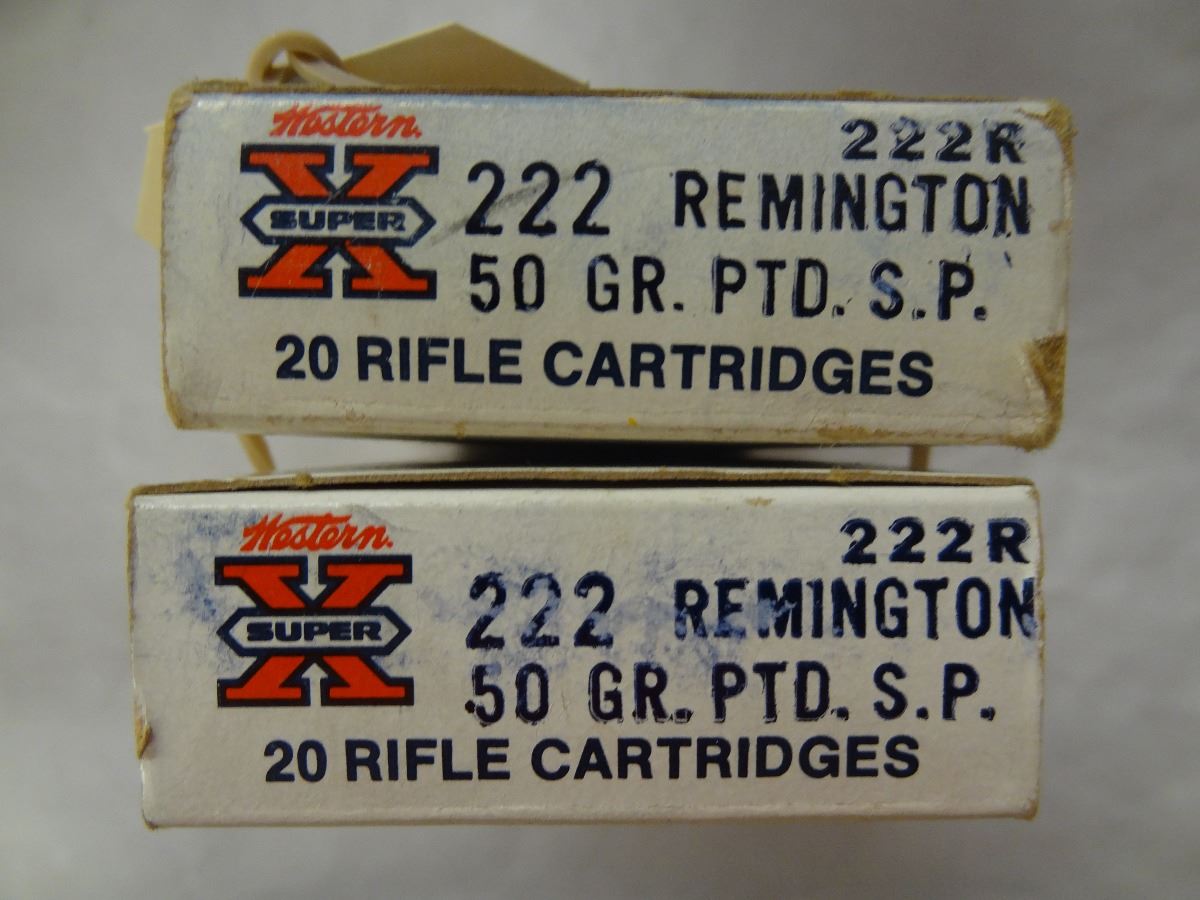 Western
X
SUPER
222R
222 REMINGTON
50 GR. PTD. S.P.
20 RIFLE CARTRIDGES
Western
X
SUPER
222R
222 REMINGTON
50 GR. PTD. S.P.
20 RIFLE CARTRIDGES